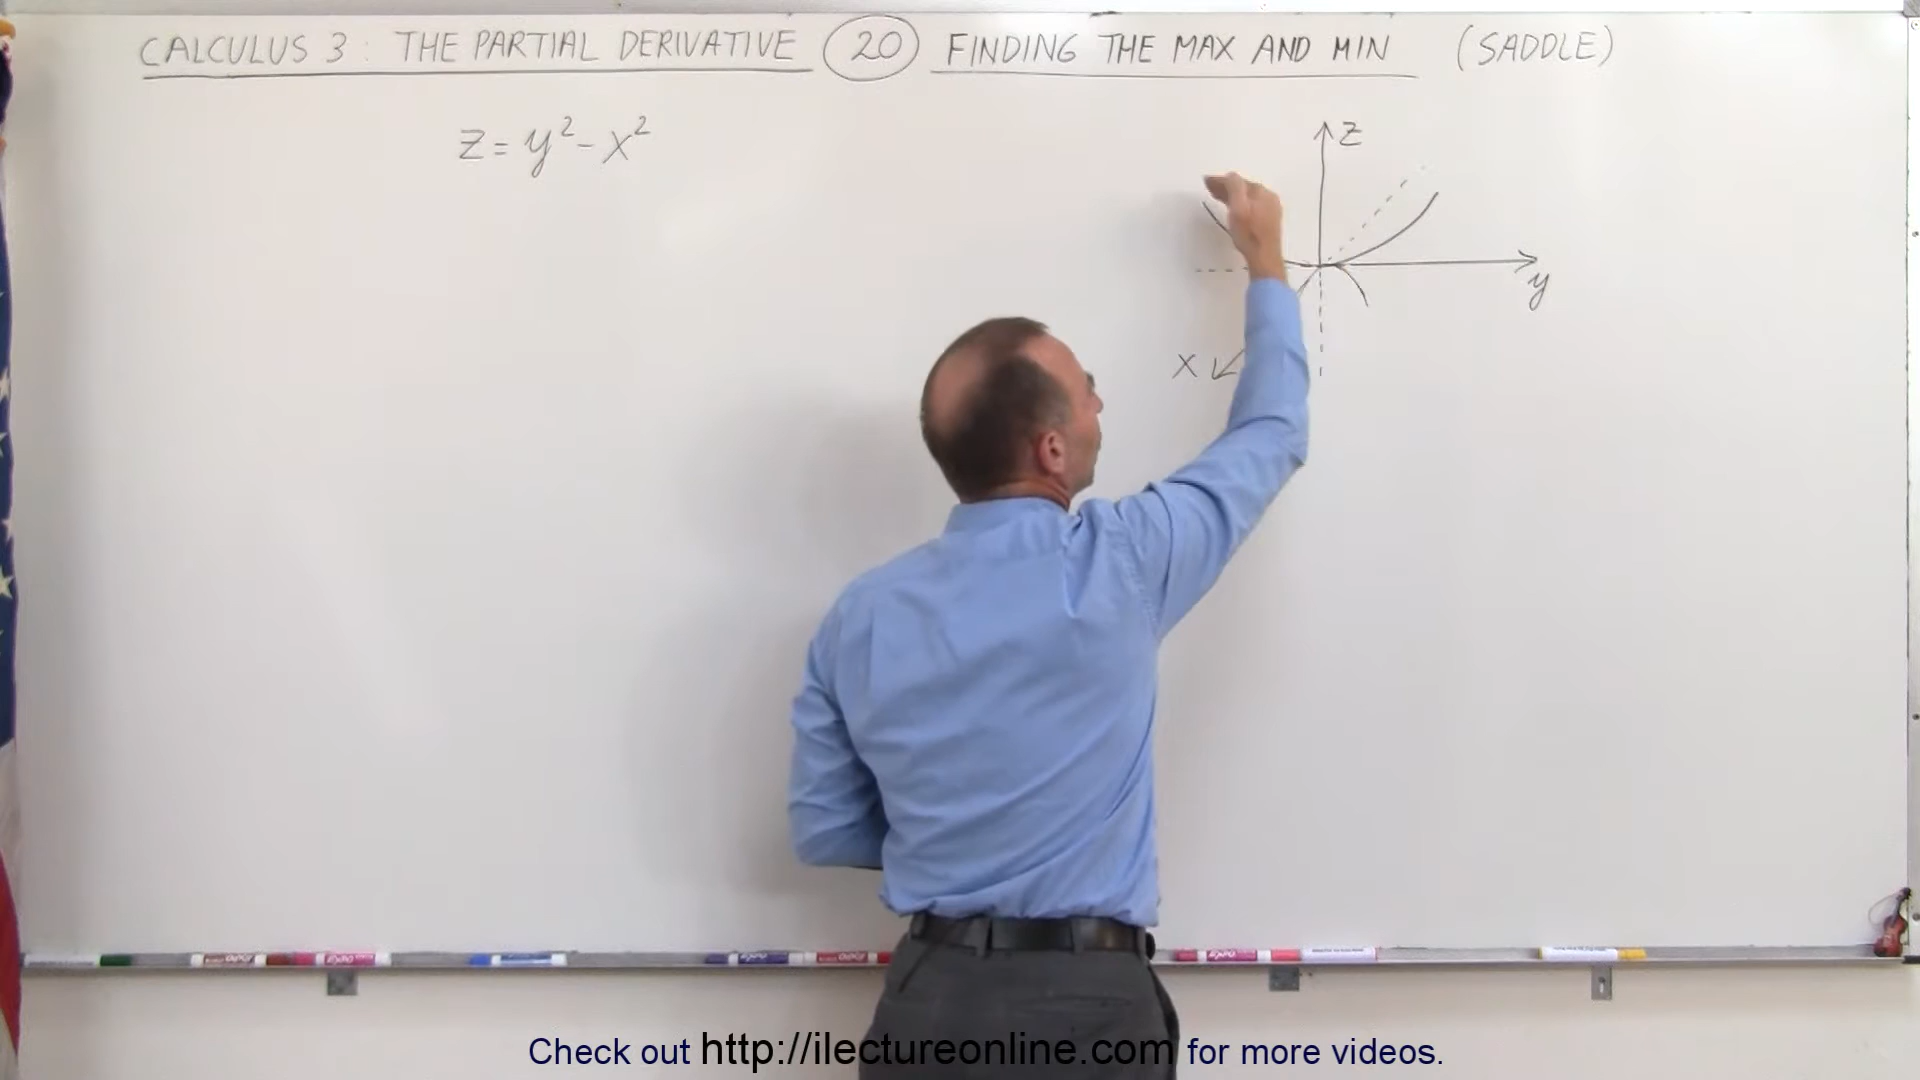 CALCULUS 3: THE PARTIAL DERIVATIVE 20 FINDING THE MAX AND MIN (SADDLE)
z = y² - x²
z
y
x
Check out http://ilectureonline.com for more videos.